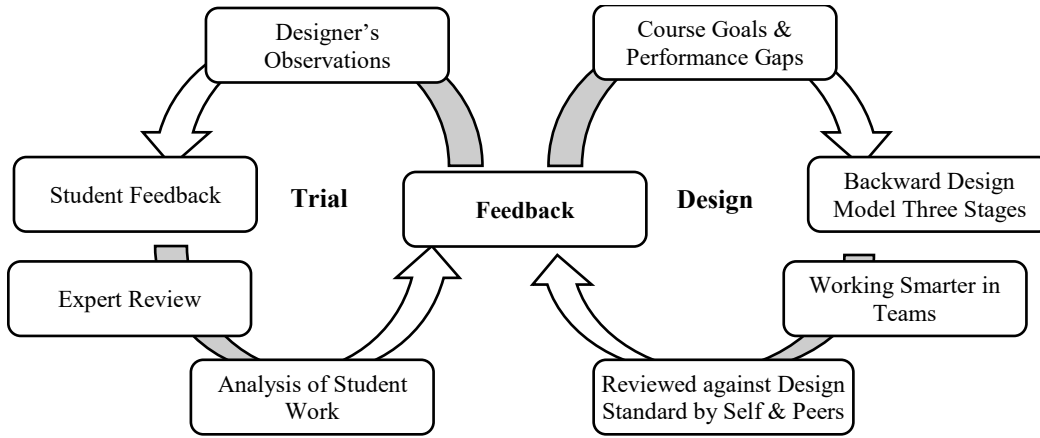 Designer’s
Observations
Course Goals &
Performance Gaps
Student Feedback
Trial
Feedback
Design
Backward Design
Model Three Stages
Expert Review
Working Smarter in
Teams
Analysis of Student
Work
Reviewed against Design
Standard by Self & Peers